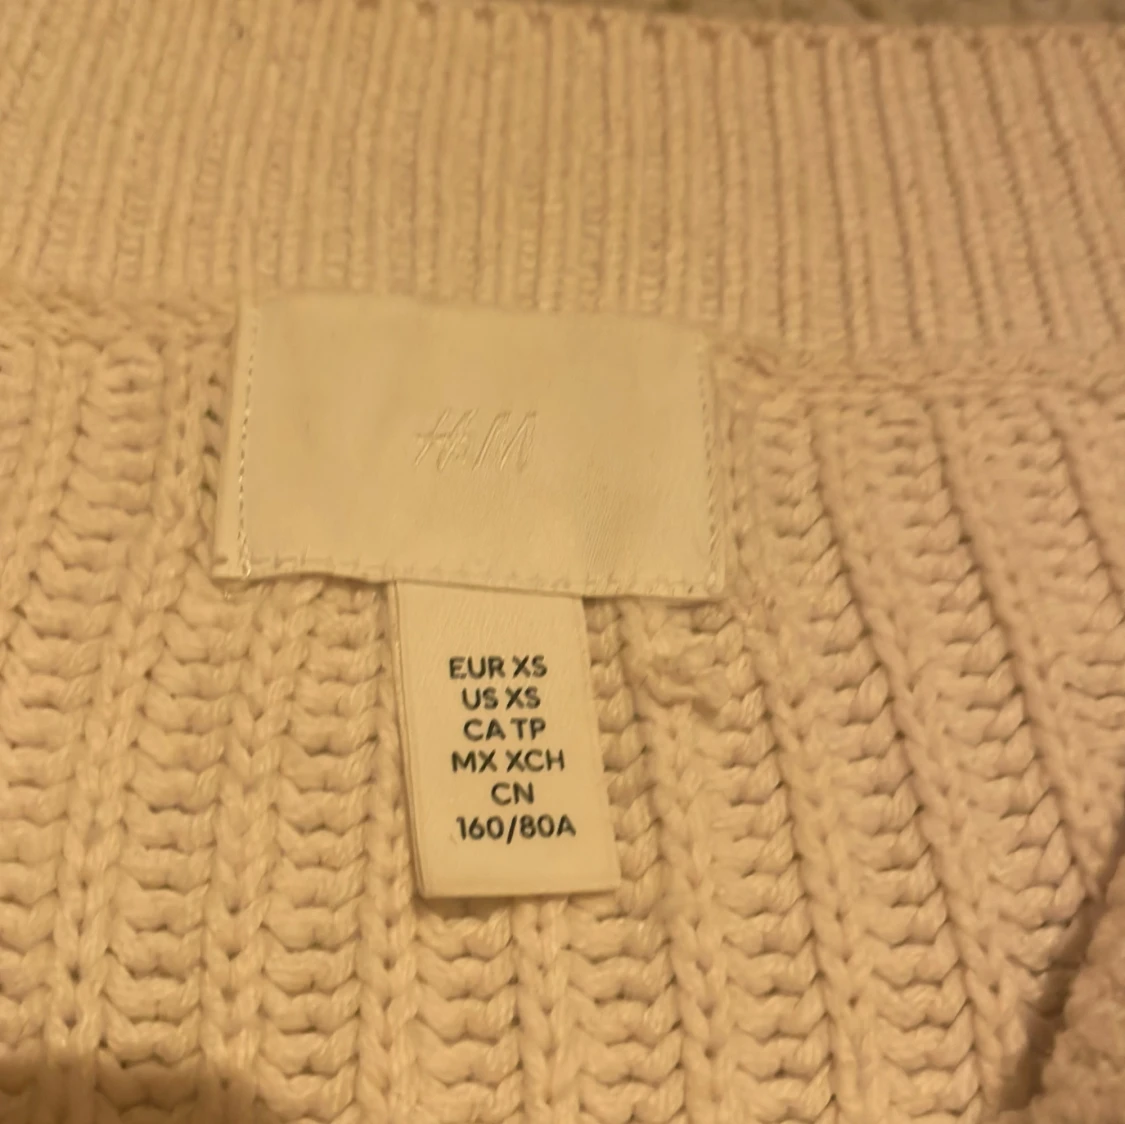 H&M
EUR XS
US XS
CA TP
MX XCH
CN
160/80A